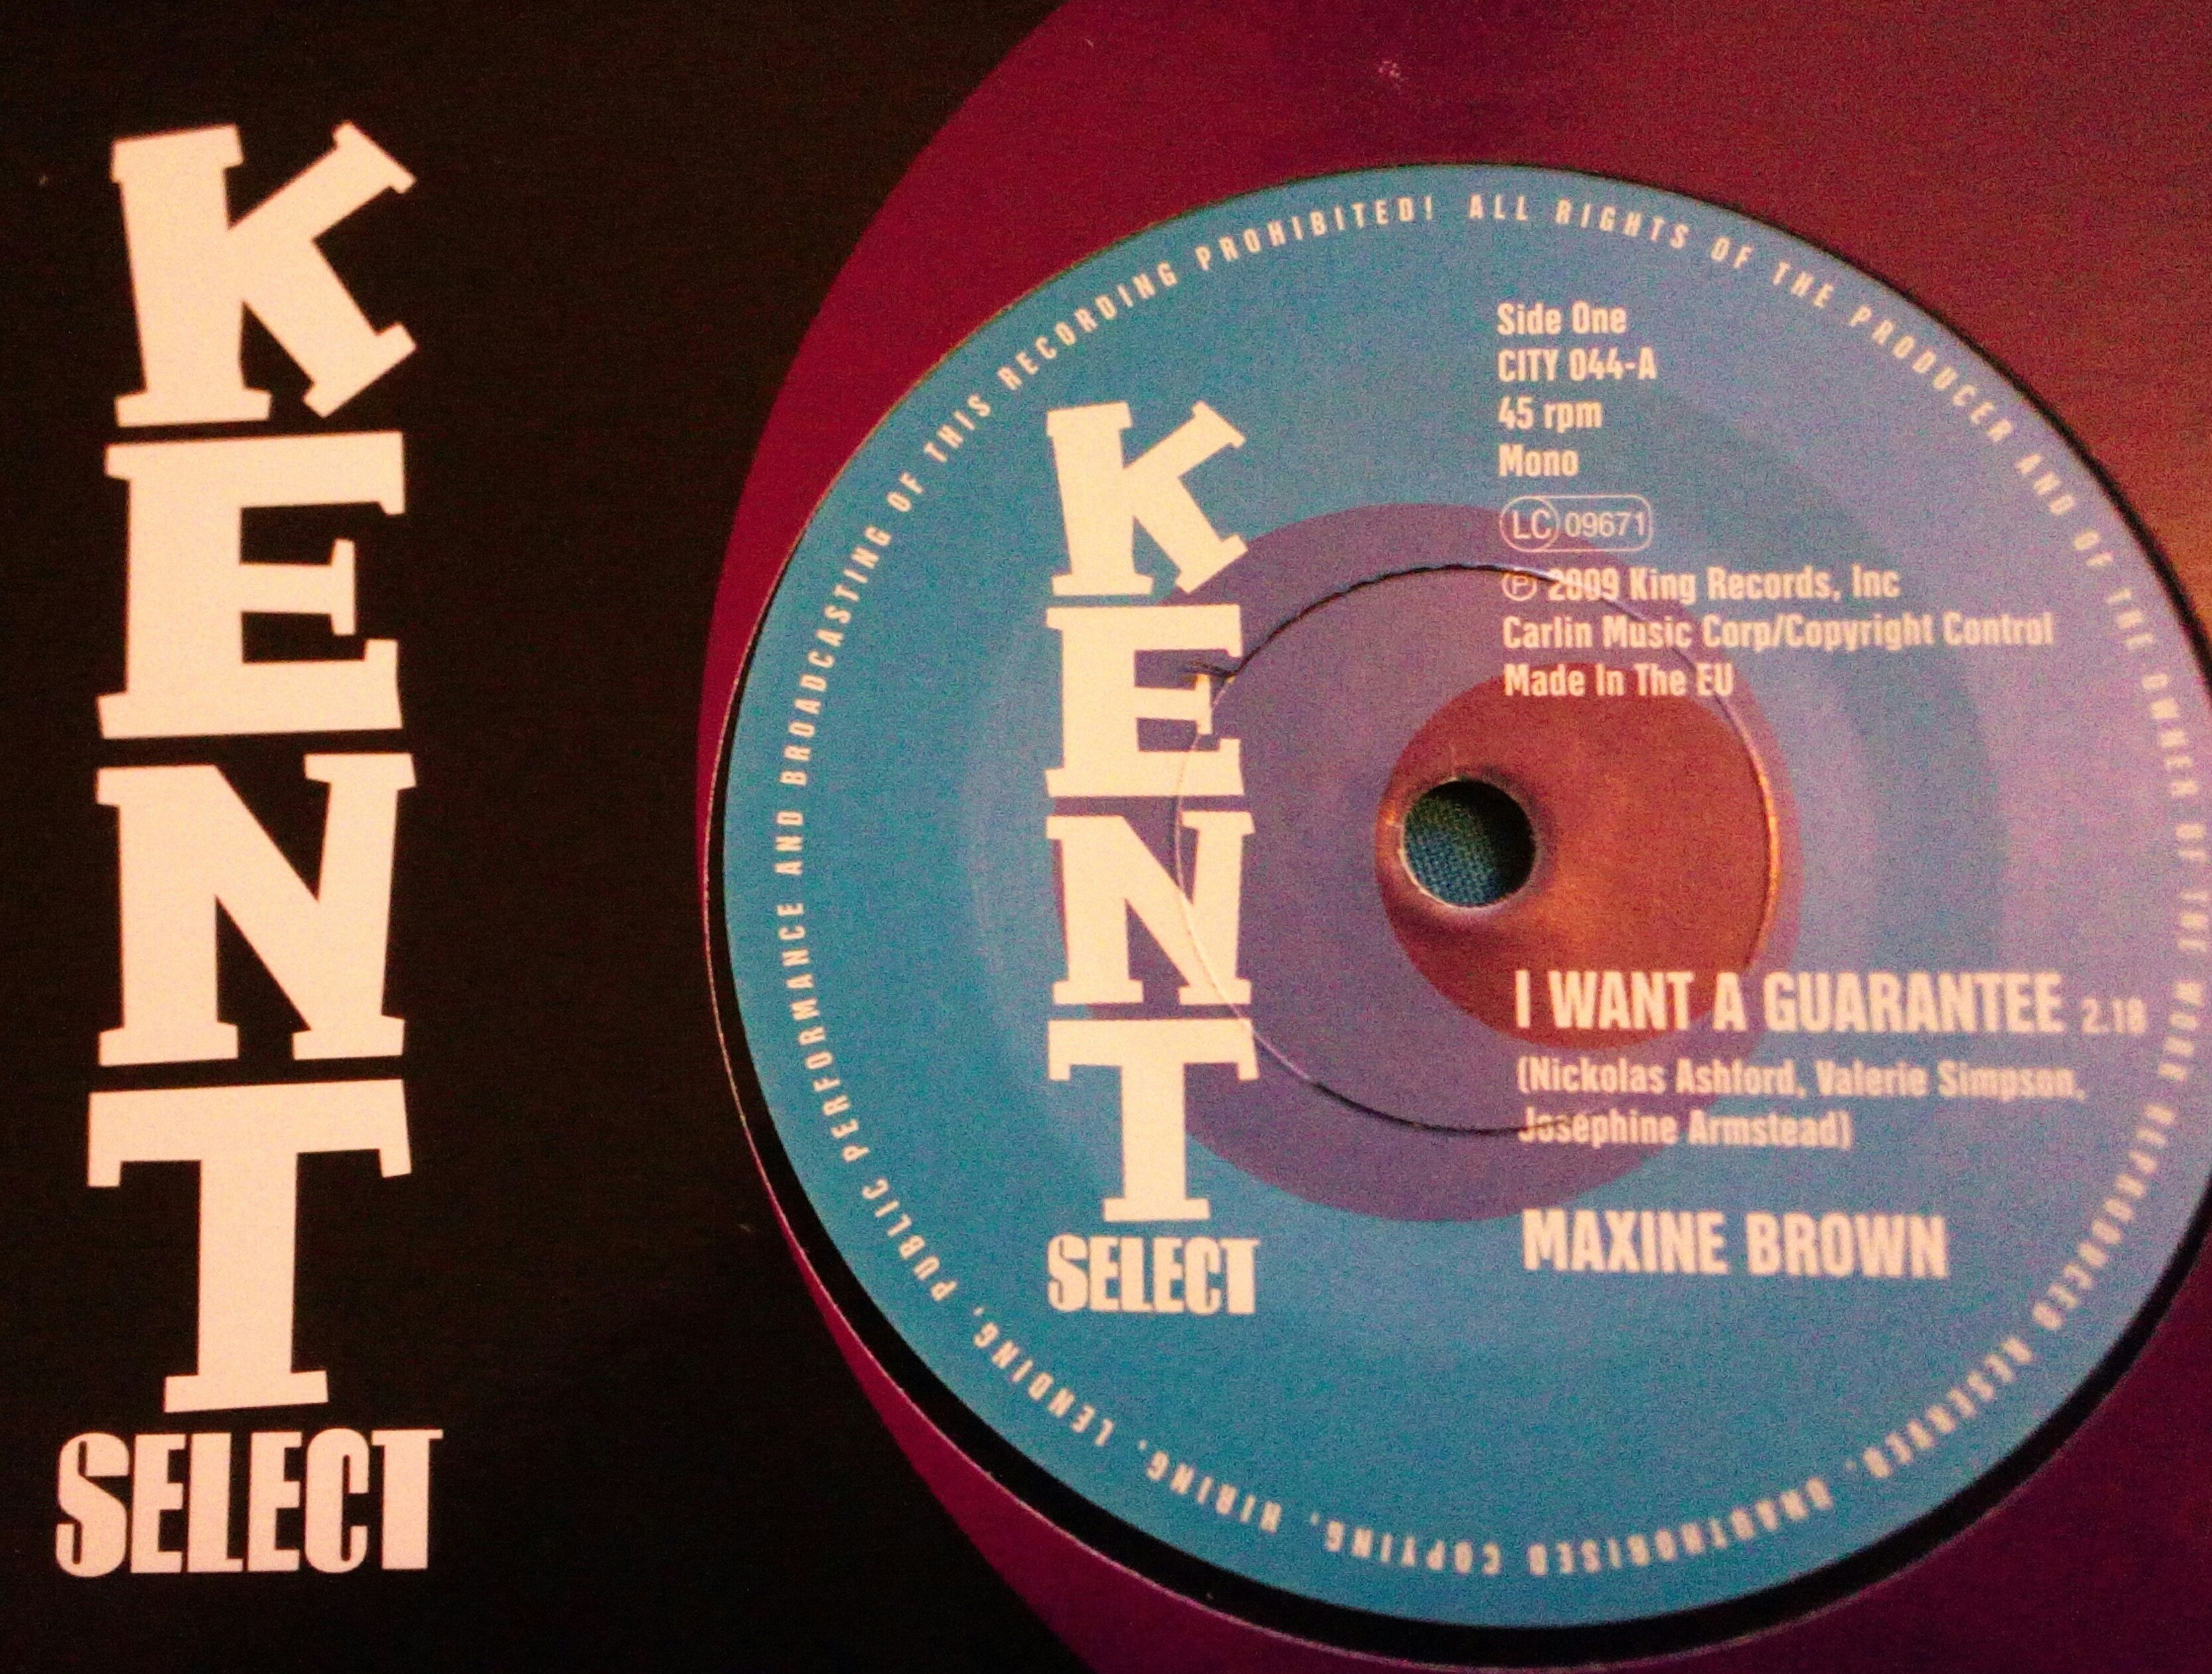 KENT
SELECT
KENT
SELECT
Side One
CITY 044-A
45 rpm
Mono
LC 09671
℗ 2009 King Records, Inc
Carlin Music Corp/Copyright Control
Made In The EU
I WANT A GUARANTEE 2.18
(Nickolas Ashford, Valerie Simpson,
Josephine Armstead)
MAXINE BROWN
ALL RIGHTS OF THE PRODUCER AND OF THE OWNER OF THE WORK REPRODUCED RESERVED. UNAUTHORISED COPYING, HIRING, LENDING, PUBLIC PERFORMANCE AND BROADCASTING OF THIS RECORDING PROHIBITED!